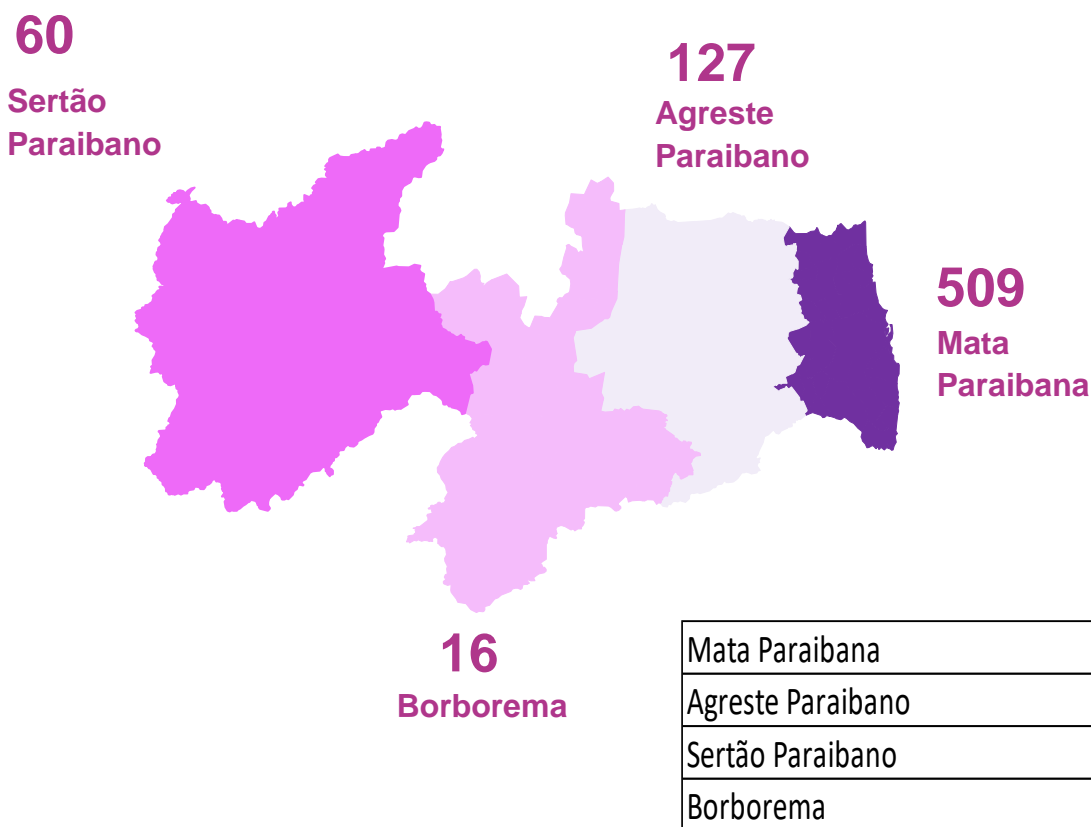 60
Sertão
Paraibano
127
Agreste
Paraibano
509
Mata
Paraibana
16
Borborema
Mata Paraibana
Agreste Paraibano
Sertão Paraibano
Borborema